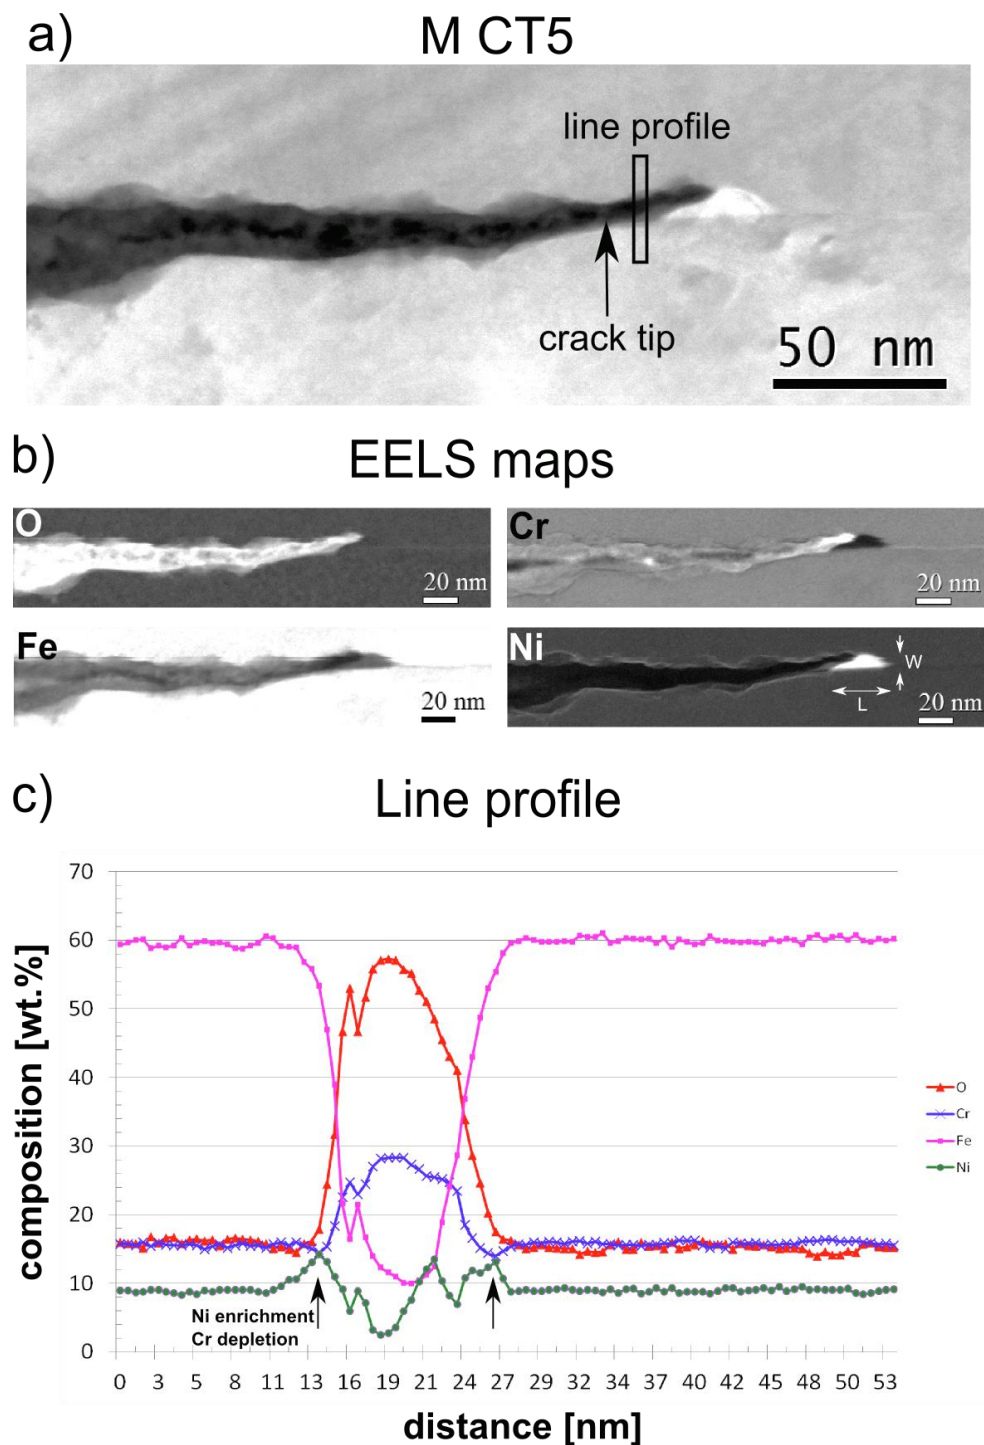 a)
M CT5
line profile
crack tip
50 nm
b)
EELS maps
O
20 nm
Cr
20 nm
Fe
20 nm
Ni
W
L
20 nm
c)
Line profile
composition [wt.%]
70
60
50
40
30
20
10
0
O
Cr
Fe
Ni
Ni enrichment
Cr depletion
0 3 5 8 11 13 16 19 21 24 27 29 32 34 37 40 42 45 48 50 53
distance [nm]